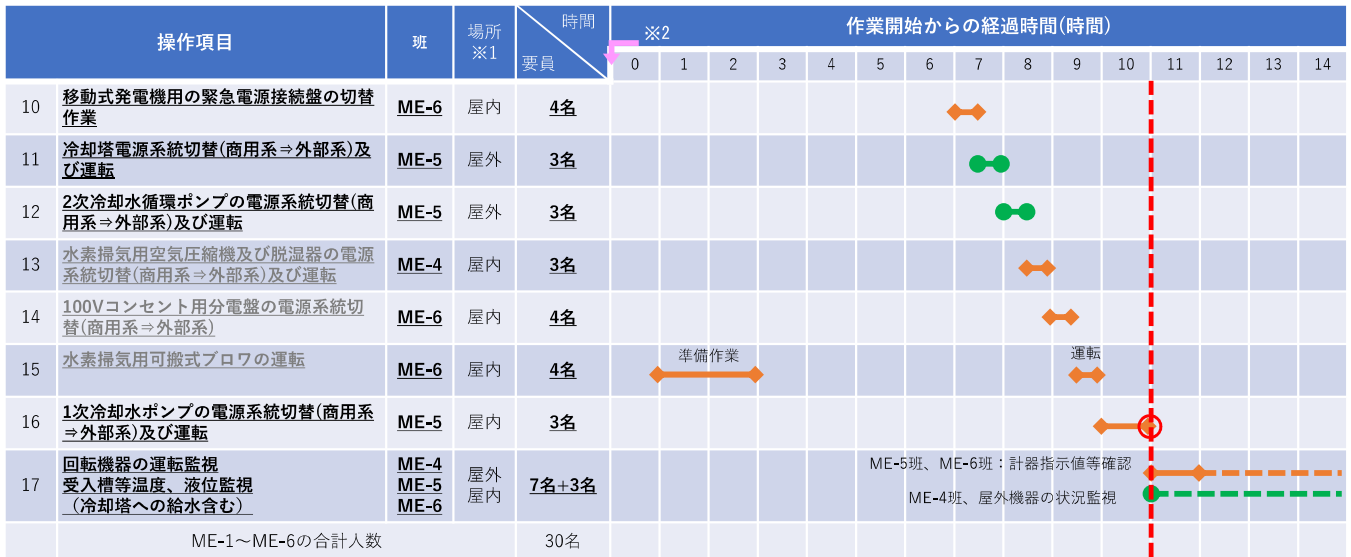 操作項目
班
場所
※1
時間
要員
※2
作業開始からの経過時間(時間)
0 1 2 3 4 5 6 7 8 9 10 11 12 13 14
10
移動式発電機用の緊急電源接続盤の切替
作業
ME-6
屋内
4名
11
冷却塔電源系統切替(商用系⇒外部系)及
び運転
ME-5
屋外
3名
12
2次冷却水循環ポンプの電源系統切替(商
用系⇒外部系)及び運転
ME-5
屋外
3名
13
水素掃気用空気圧縮機及び脱湿器の電源
系統切替(商用系⇒外部系)及び運転
ME-4
屋内
3名
14
100Vコンセント用分電盤の電源系統切
替(商用系⇒外部系)
ME-6
屋内
4名
15
水素掃気用可搬式ブロワの運転
ME-6
屋内
4名
準備作業
運転
16
1次冷却水ポンプの電源系統切替(商用系
⇒外部系)及び運転
ME-5
屋内
3名
17
回転機器の運転監視
受入槽等温度、液位監視
(冷却塔への給水含む)
ME-4
ME-5
ME-6
屋外
屋内
7名+3名
ME-5班、ME-6班：計器指示値等確認
ME-4班、屋外機器の状況監視
ME-1～ME-6の合計人数
30名